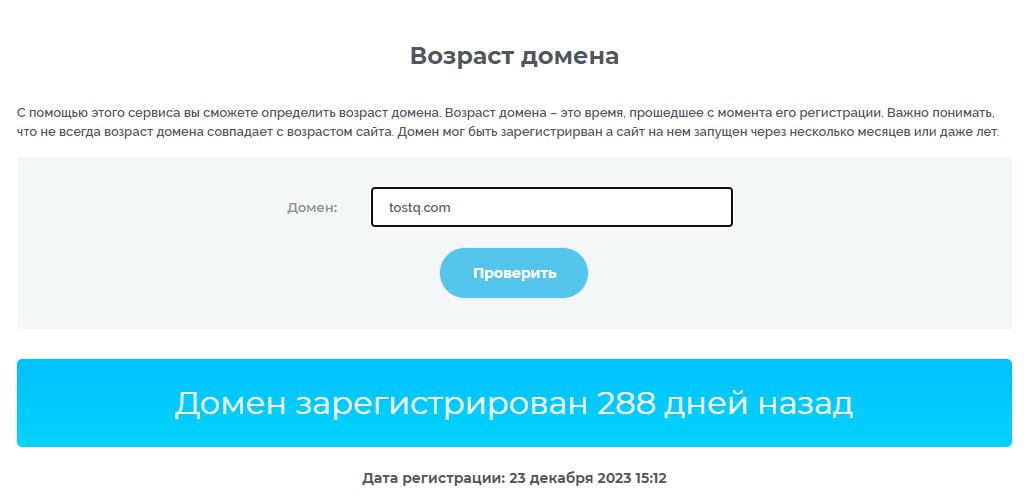 Возраст домена
С помощью этого сервиса вы сможете определить возраст домена. Возраст домена – это время, прошедшее с момента его регистрации. Важно понимать,
что не всегда возраст домена совпадает с возрастом сайта. Домен мог быть зарегистрирван а сайт на нем запущен через несколько месяцев или даже лет.
Домен: tostq.com
Проверить
Домен зарегистрирован 288 дней назад
Дата регистрации: 23 декабря 2023 15:12